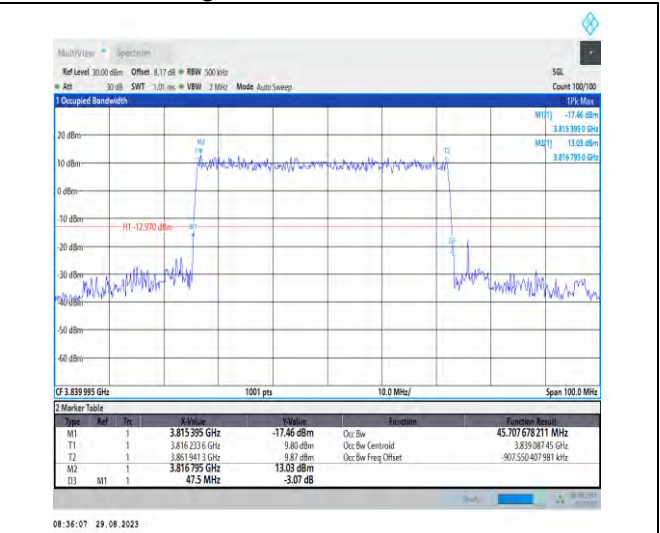 MultiView Spectrum
Ref Level 30.00 dBm Offset 8.17 dB RBW 500 kHz SGL
Att 30 dB SWT 1.01 ms VBW 2 MHz Mode Auto Sweep Count 100/100
1 Occupied Bandwidth 1Pk Max
M1[1] -17.46 dBm
3.815 395 0 GHz
M2[1] 13.03 dBm
3.816 795 0 GHz
20 dBm
M2
T1
T2
10 dBm
0 dBm
-10 dBm
H1 -12.970 dBm
M1
-20 dBm
D3
-30 dBm
-40 dBm
-50 dBm
-60 dBm
CF 3.839 995 GHz 1001 pts 10.0 MHz/ Span 100.0 MHz
2 Marker Table
Type Ref Trc X-Value Y-Value Function Function Result
M1 1 3.815 395 GHz -17.46 dBm Occ Bw 45.707 678 211 MHz
T1 1 3.816 233 6 GHz 9.80 dBm Occ Bw Centroid 3.839 087 45 GHz
T2 1 3.861 941 3 GHz 9.87 dBm Occ Bw Freq Offset -907.550 407 981 kHz
M2 1 3.816 795 GHz 13.03 dBm
D3 M1 1 47.5 MHz -3.07 dB
08:36:07 29.08.2023